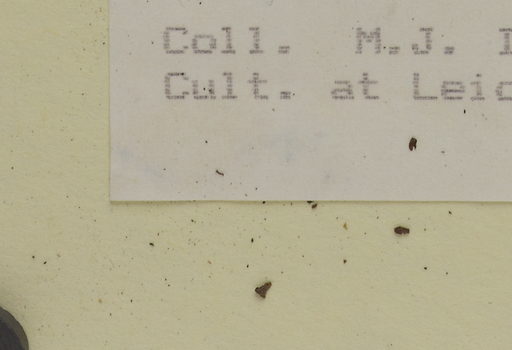 Coll. M.J.
Cult. at Leic